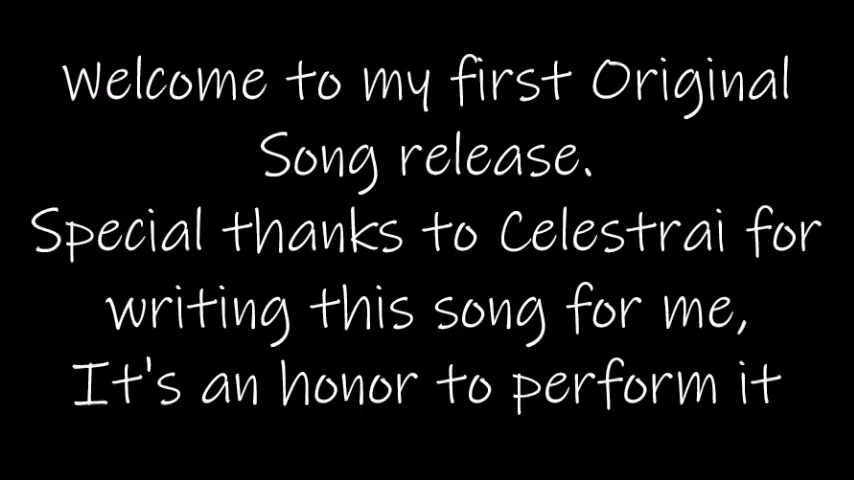 Welcome to my first Original
Song release.
Special thanks to Celestrai for
writing this song for me,
It's an honor to perform it